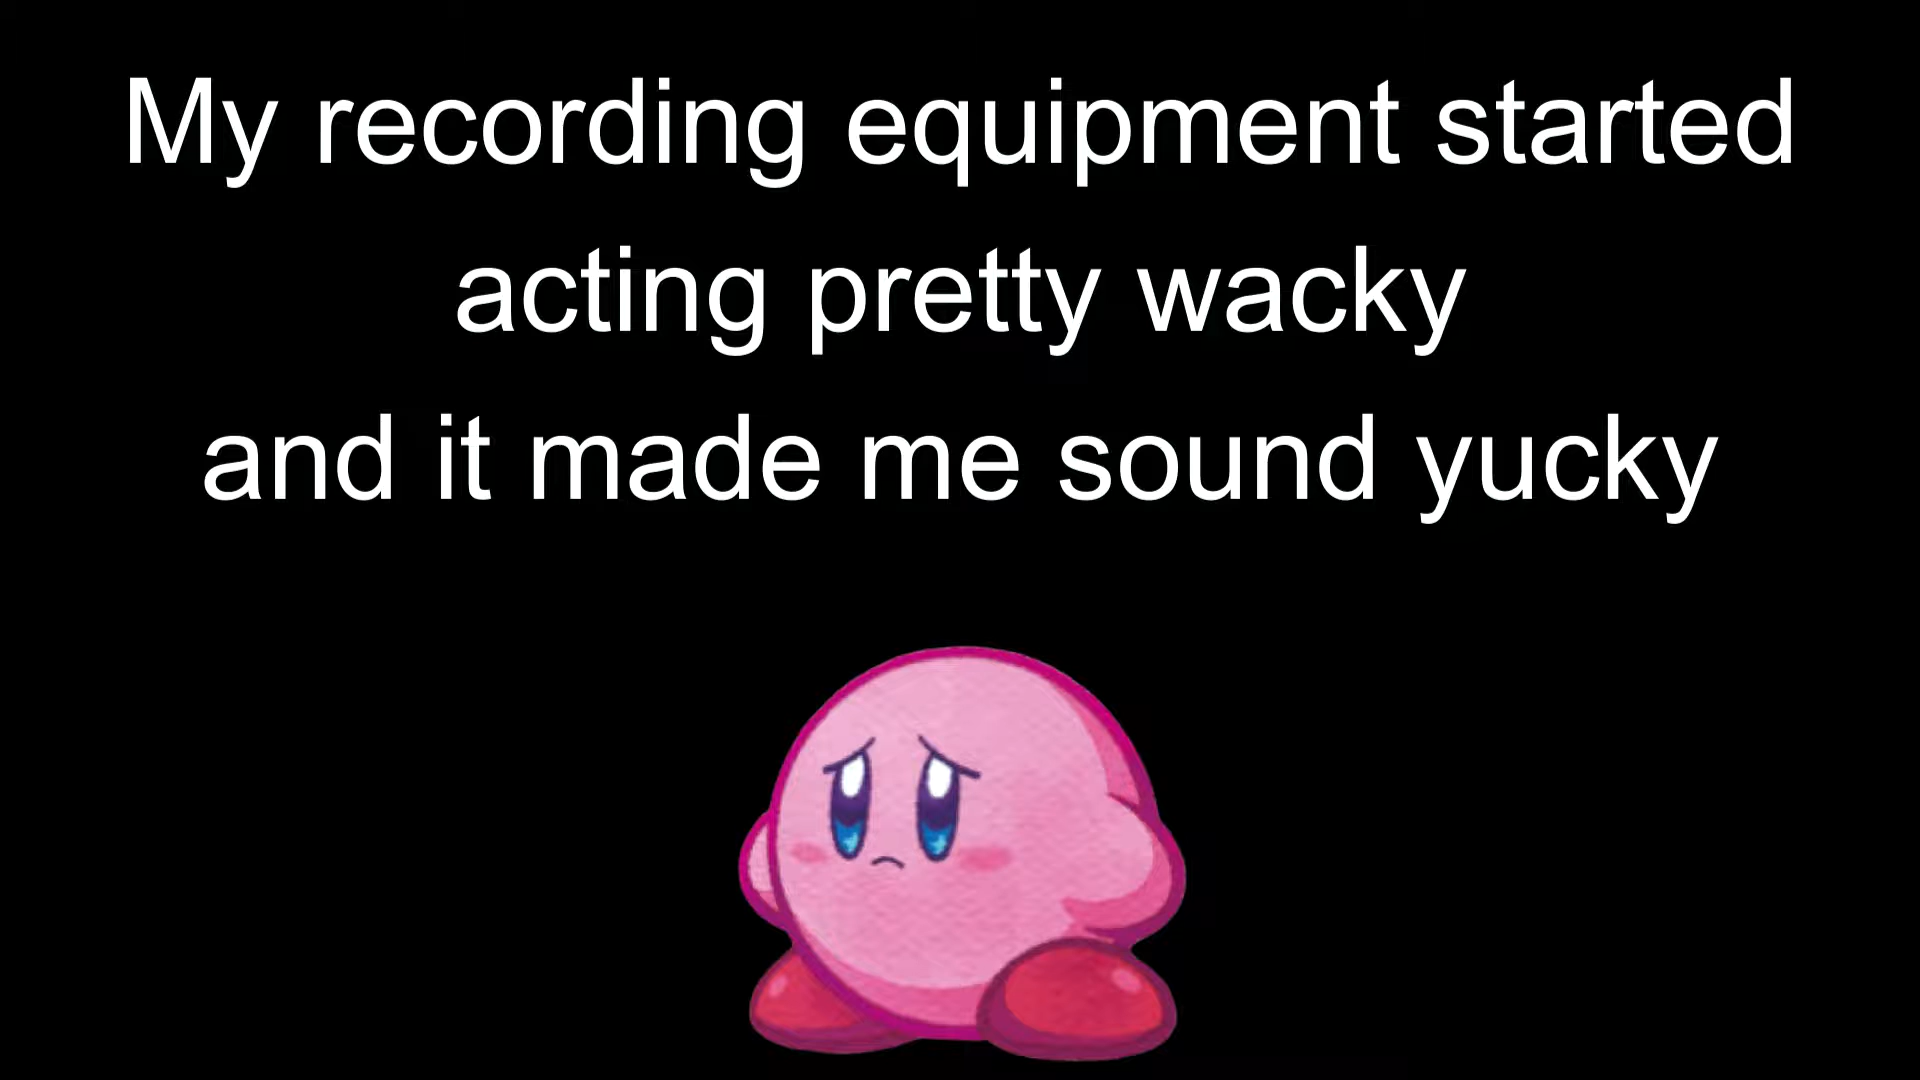 My recording equipment started
acting pretty wacky
and it made me sound yucky